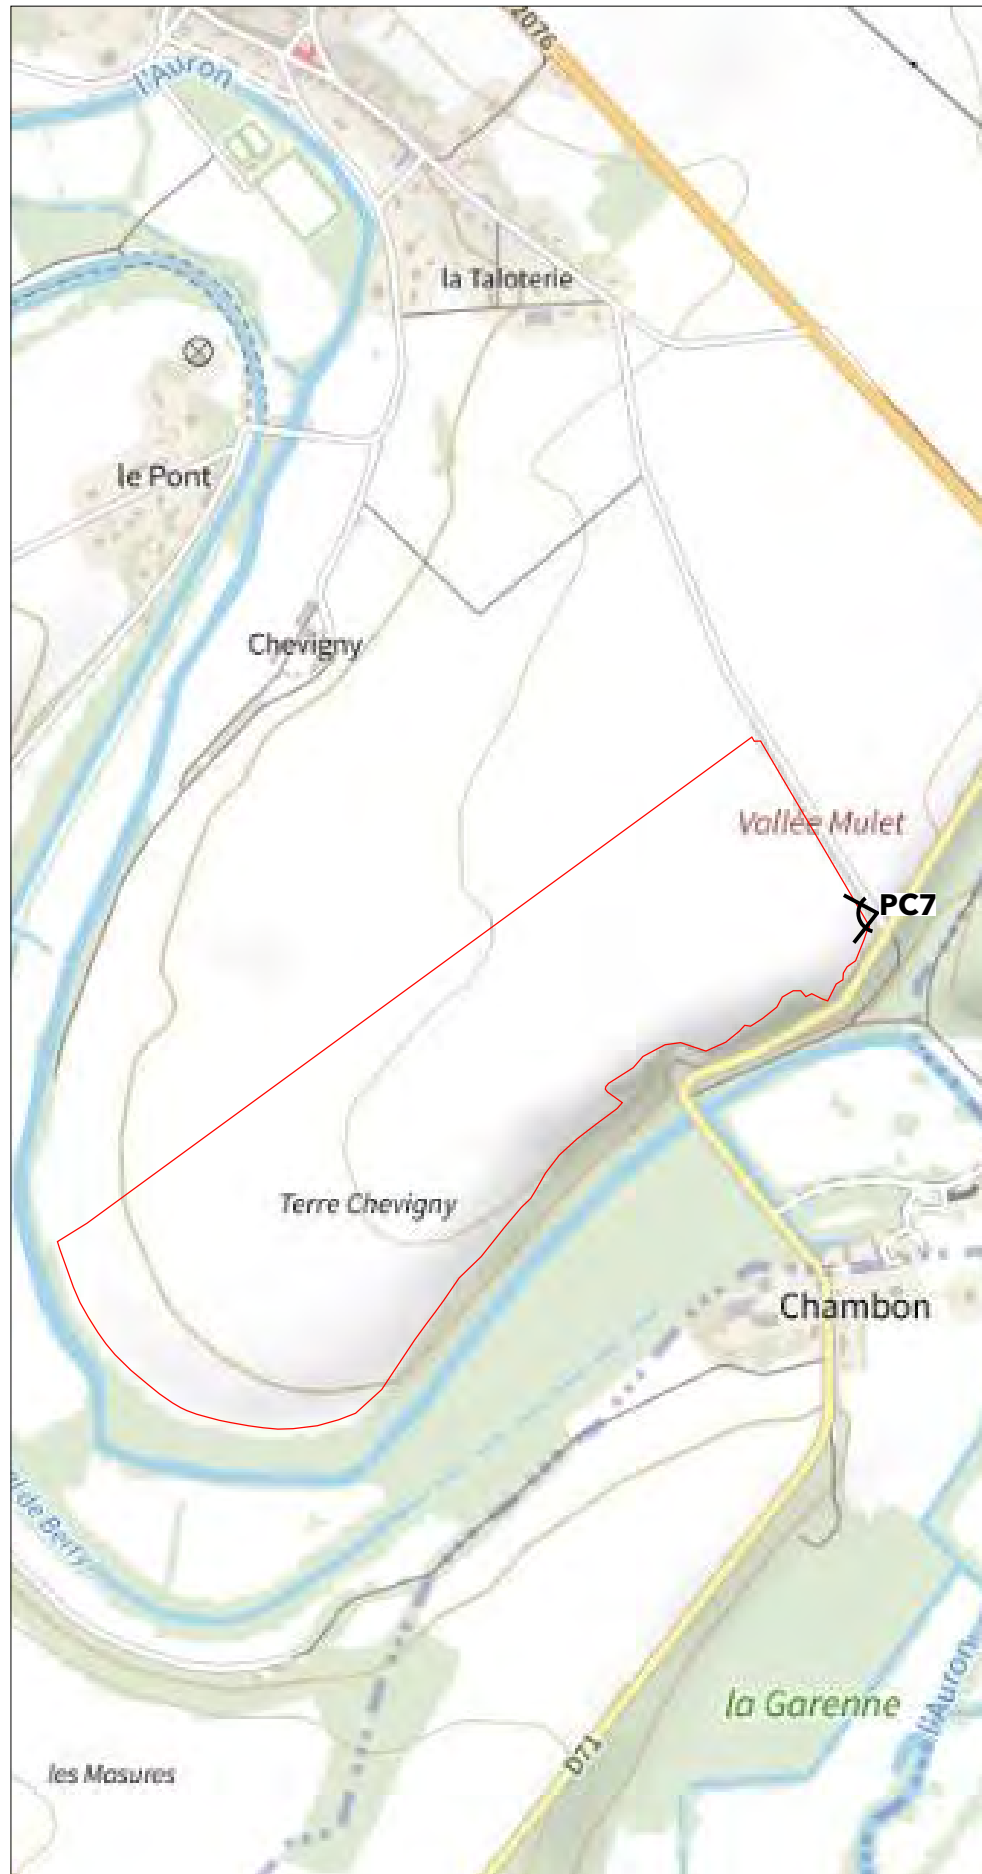 2076
l'Auron
la Taloterie
le Pont
Chevigny
Vallée Mulet
PC7
Terre Chevigny
Chambon
de Berry
la Garenne
l'Auron
D71
les Masures